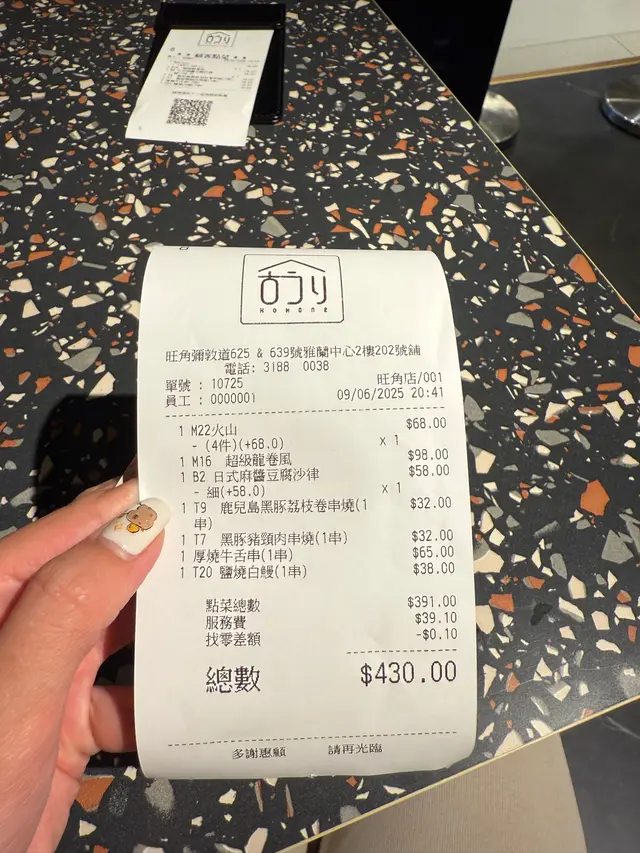 顧客點菜
古うり
KOHONE
旺角彌敦道625 & 639號雅蘭中心2樓202號舖
電話: 3188 0038
單號 : 10725 旺角店/001
員工 : 0000001 09/06/2025 20:41
1 M22火山 $68.00
- (4件)(+68.0) x 1
1 M16 超級龍卷風 $98.00
1 B2 日式麻醬豆腐沙律 $58.00
- 細(+58.0) x 1
1 T9 鹿兒島黑豚荔枝卷串燒(1 $32.00
串)
1 T7 黑豚豬頸肉串燒(1串) $32.00
1 厚燒牛舌串(1串) $65.00
1 T20 鹽燒白鰻(1串) $38.00
點菜總數 $391.00
服務費 $39.10
找零差額 -$0.10
總數 $430.00
多謝惠顧 請再光臨